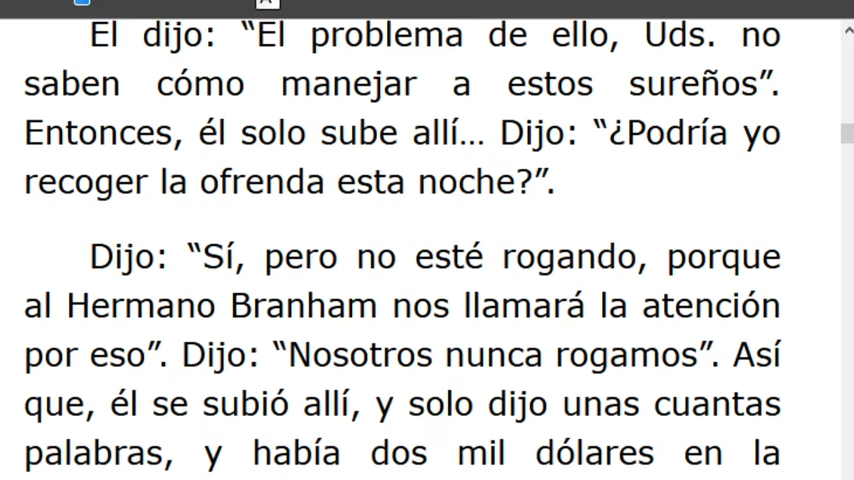 El dijo: “El problema de ello, Uds. no
saben cómo manejar a estos sureños”.
Entonces, él solo sube allí... Dijo: “¿Podría yo
recoger la ofrenda esta noche?”.
Dijo: “Sí, pero no esté rogando, porque
al Hermano Branham nos llamará la atención
por eso”. Dijo: “Nosotros nunca rogamos”. Así
que, él se subió allí, y solo dijo unas cuantas
palabras, y había dos mil dólares en la